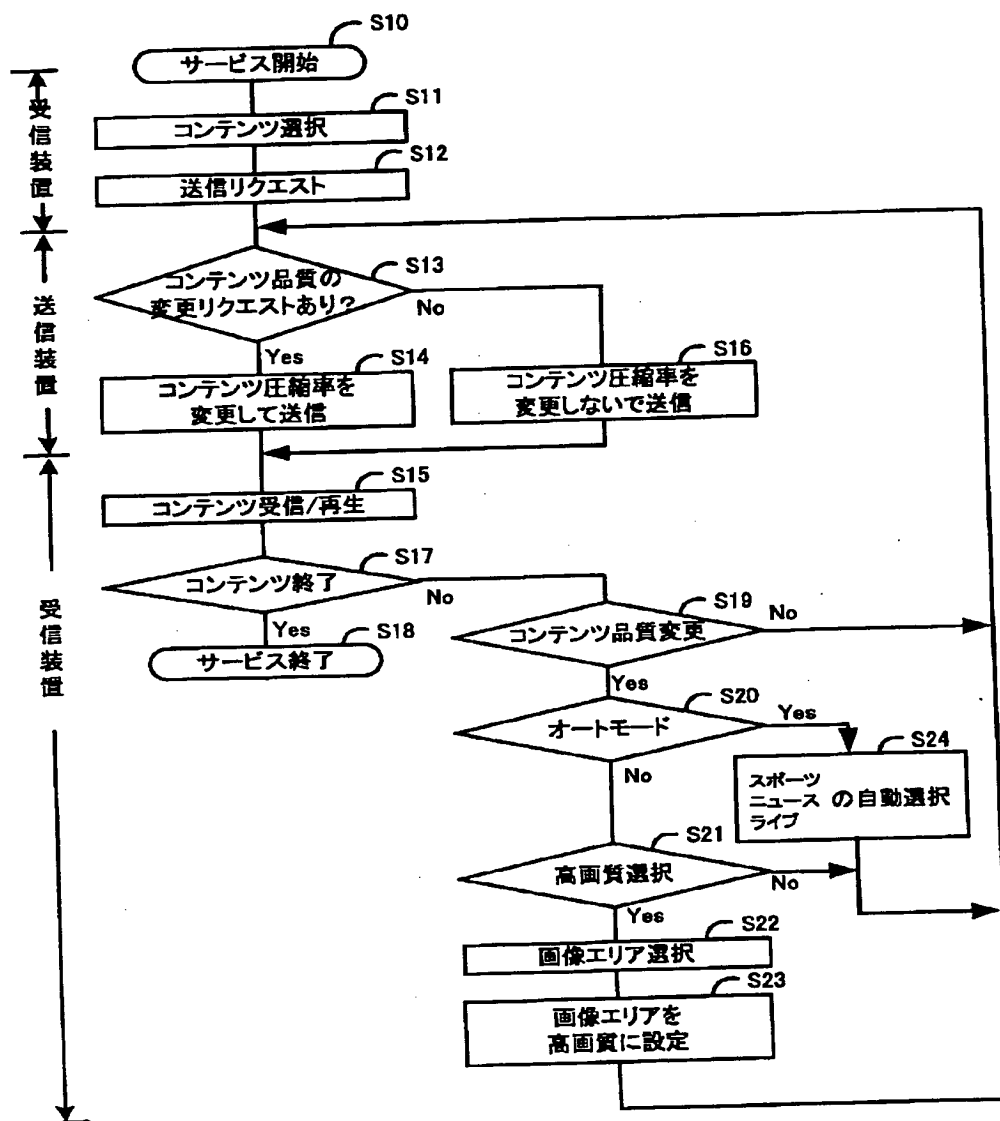 S10
サービス開始
S11
コンテンツ選択
S12
送信リクエスト
受信装置
S13
コンテンツ品質の
変更リクエストあり?
No
Yes
送信装置
S14
コンテンツ圧縮率を
変更して送信
S16
コンテンツ圧縮率を
変更しないで送信
S15
コンテンツ受信/再生
S17
コンテンツ終了
No
Yes
S18
サービス終了
受信装置
S19
コンテンツ品質変更
No
Yes
S20
オートモード
Yes
No
S24
スポーツ
ニュース の自動選択
ライブ
S21
高画質選択
No
Yes
S22
画像エリア選択
S23
画像エリアを
高画質に設定